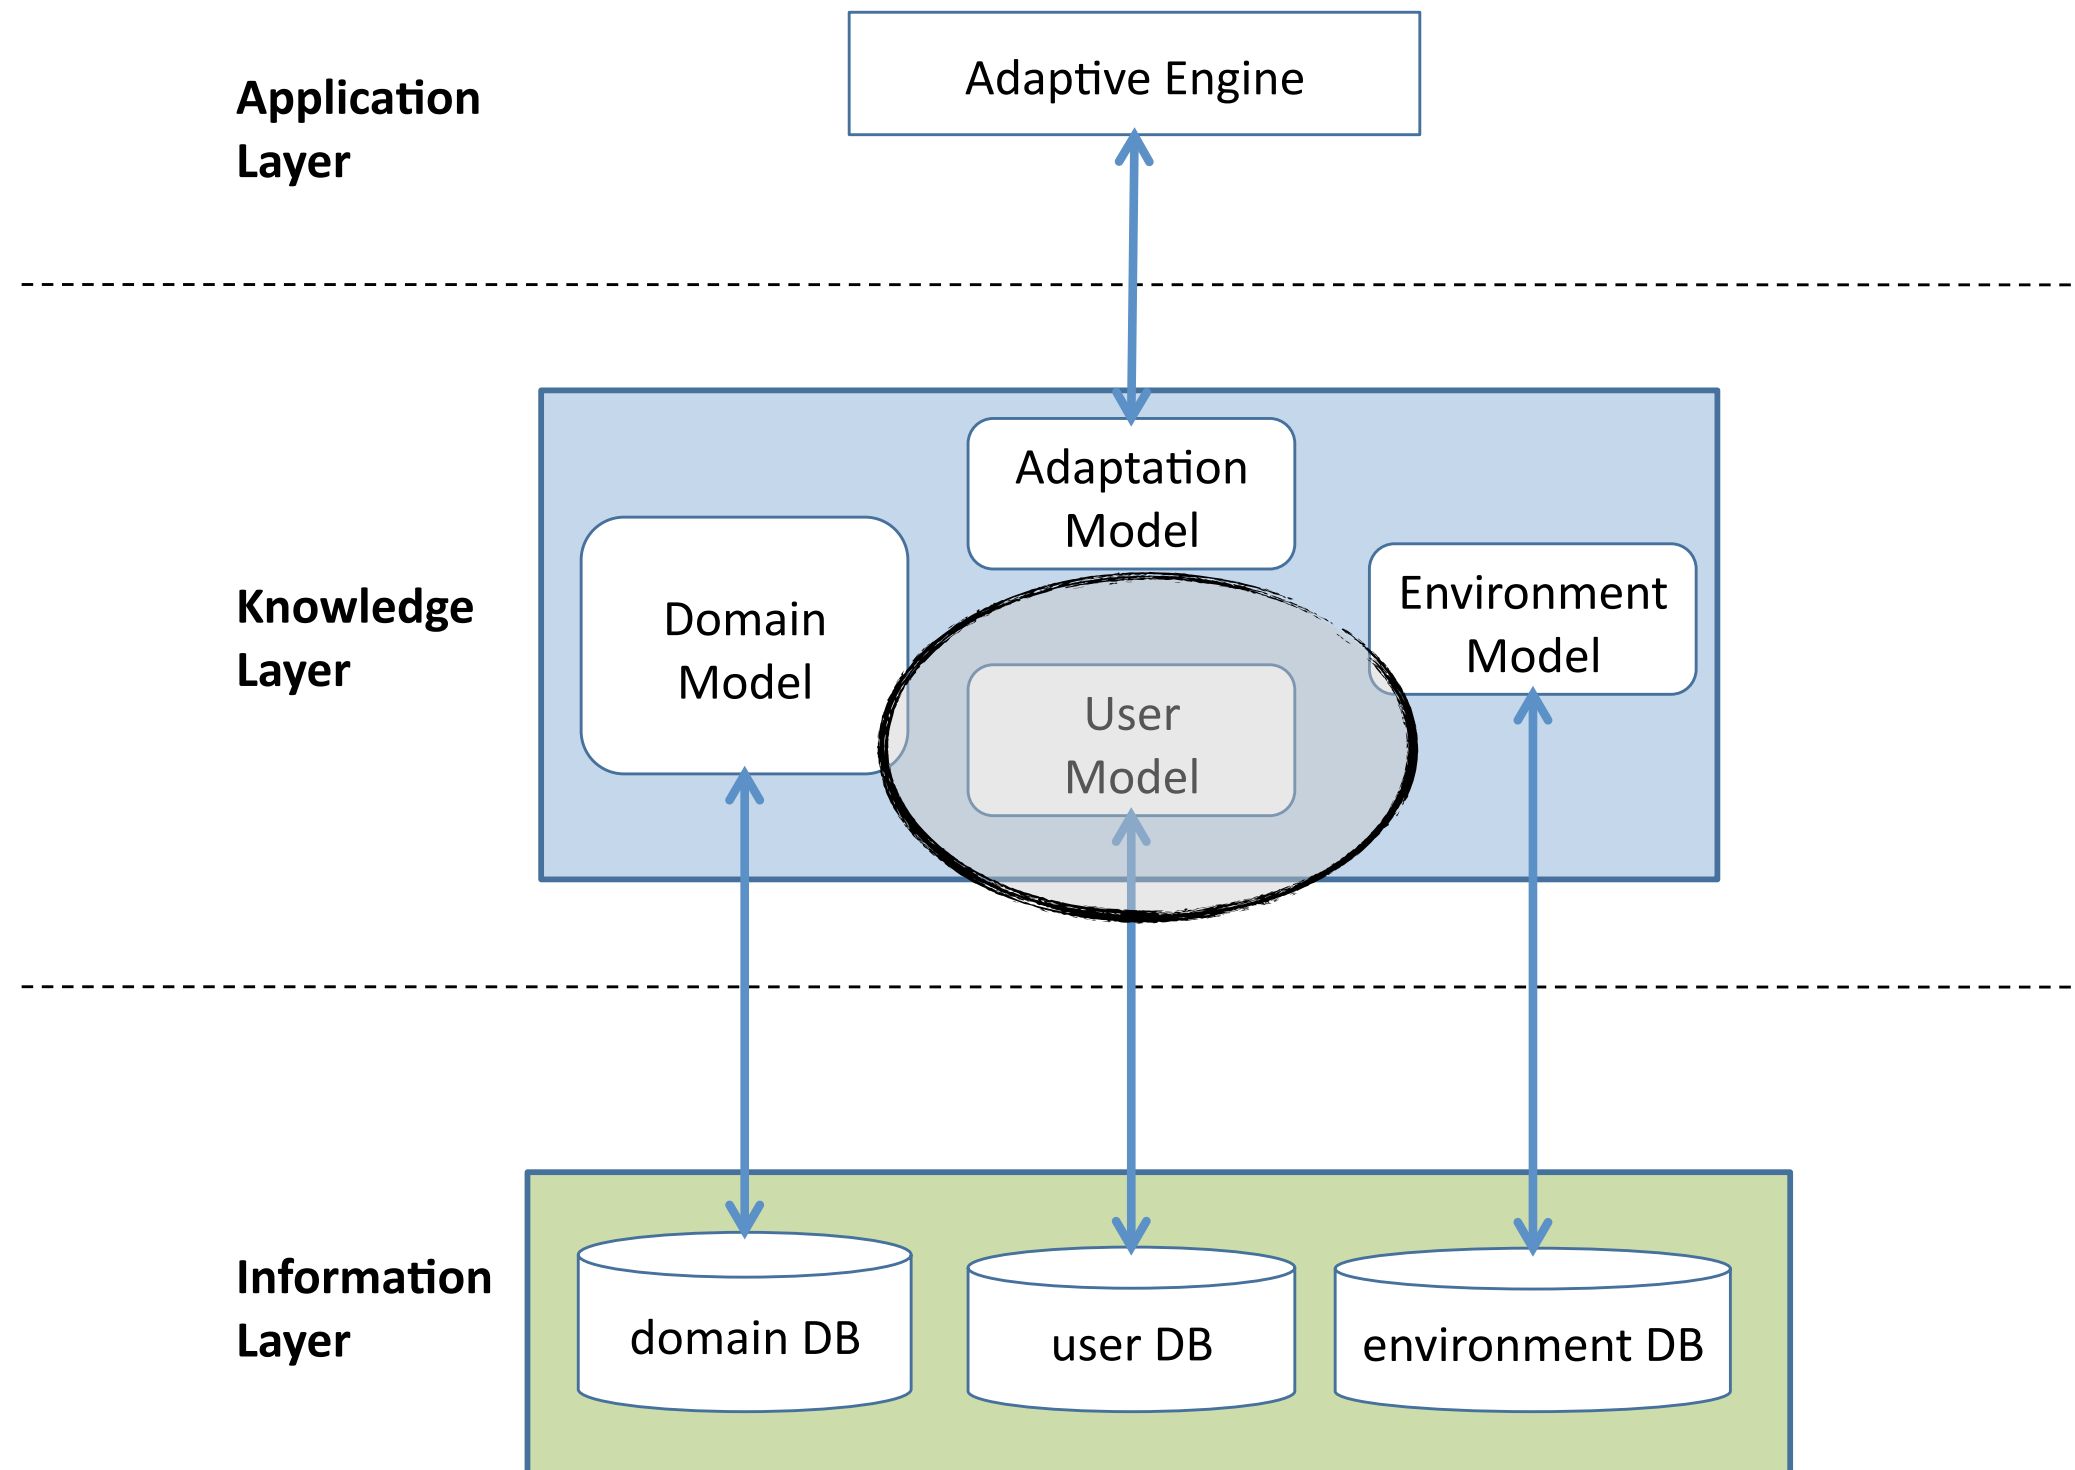 Application
Layer
Adaptive Engine
Knowledge
Layer
Adaptation
Model
Domain
Model
Environment
Model
User
Model
Information
Layer
domain DB
user DB
environment DB